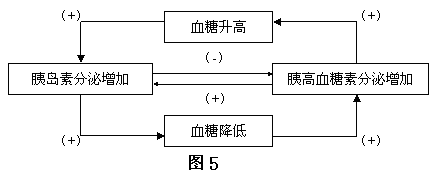 (+) 血糖升高 (+)
(-)
胰岛素分泌增加 胰高血糖素分泌增加
(+)
(+) 血糖降低 (+)
图5